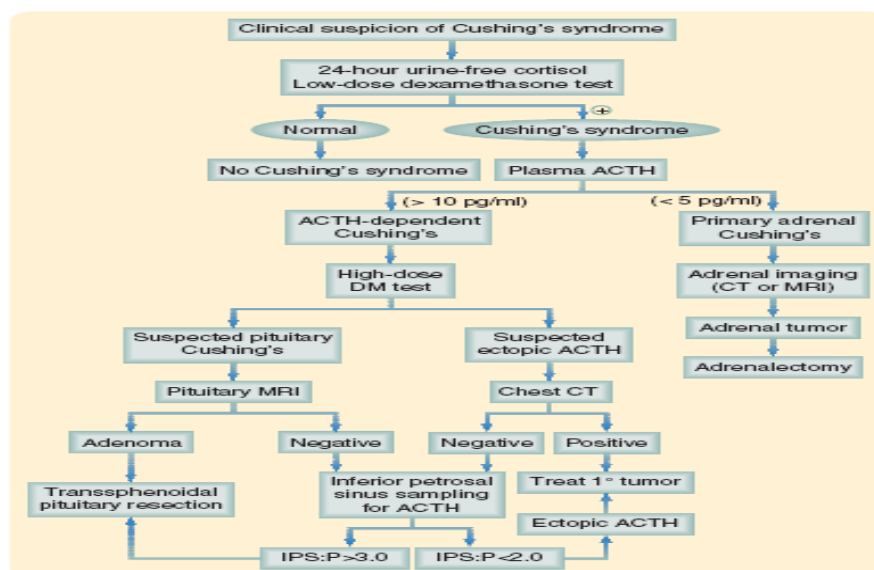 Clinical suspicion of Cushing's syndrome
24-hour urine-free cortisol
Low-dose dexamethasone test
+
Normal
Cushing's syndrome
No Cushing's syndrome
Plasma ACTH
(> 10 pg/ml)
(< 5 pg/ml)
ACTH-dependent
Cushing's
Primary adrenal
Cushing's
High-dose
DM test
Adrenal imaging
(CT or MRI)
Adrenal tumor
Adrenalectomy
Suspected pituitary
Cushing's
Suspected
ectopic ACTH
Pituitary MRI
Chest CT
Adenoma
Negative
Negative
Positive
Transsphenoidal
pituitary resection
Inferior petrosal
sinus sampling
for ACTH
Treat 1° tumor
Ectopic ACTH
IPS:P>3.0
IPS:P<2.0